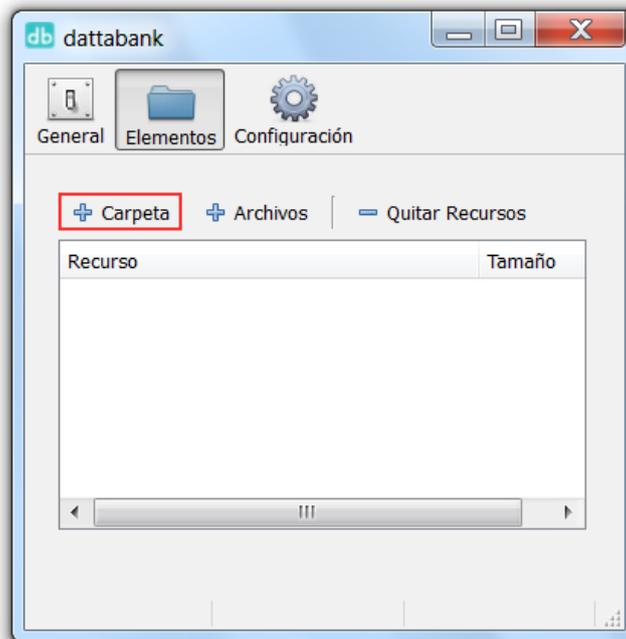 db dattabank
General Elementos Configuración
Carpeta Archivos Quitar Recursos
Recurso Tamaño